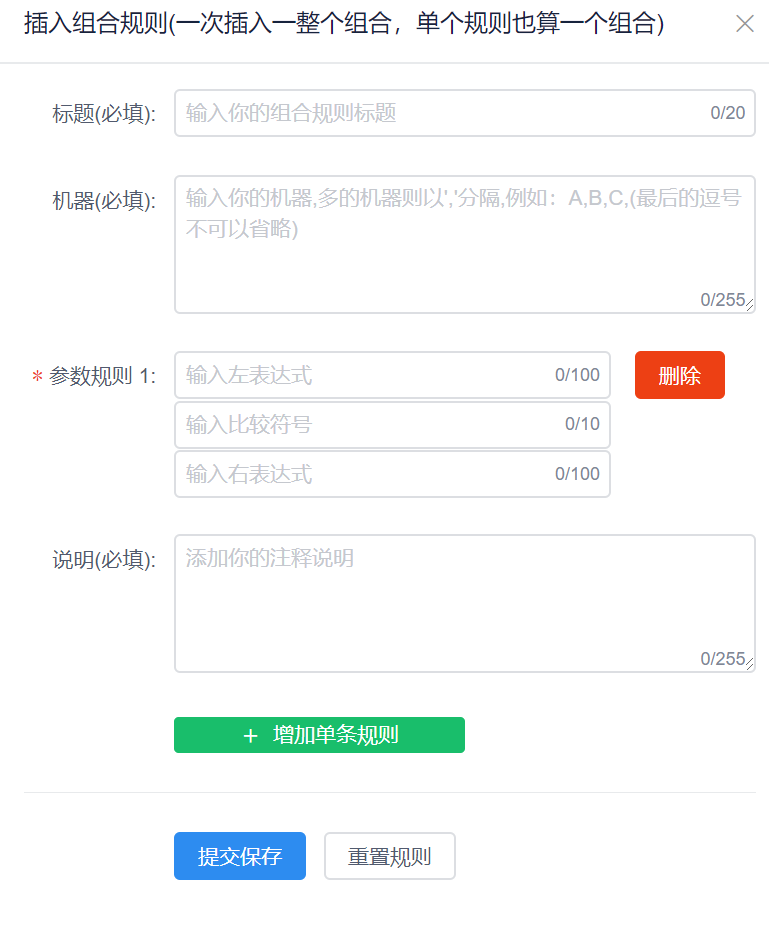 插入组合规则(一次插入一整个组合，单个规则也算一个组合)
标题(必填):
输入你的组合规则标题
0/20
机器(必填):
输入你的机器,多的机器则以','分隔,例如：A,B,C,(最后的逗号
不可以省略)
0/255
* 参数规则 1:
输入左表达式
0/100
删除
输入比较符号
0/10
输入右表达式
0/100
说明(必填):
添加你的注释说明
0/255
+ 增加单条规则
提交保存
重置规则